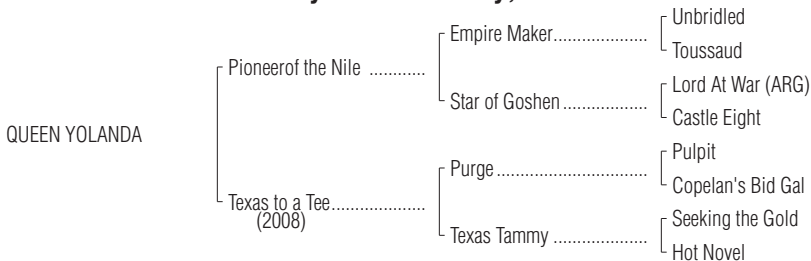 Unbridled
Empire Maker....................
Toussaud
Pioneerof the Nile ............
Lord At War (ARG)
Star of Goshen..................
Castle Eight
QUEEN YOLANDA
Pulpit
Purge................................
Copelan's Bid Gal
Texas to a Tee....................
(2008)
Seeking the Gold
Texas Tammy ....................
Hot Novel